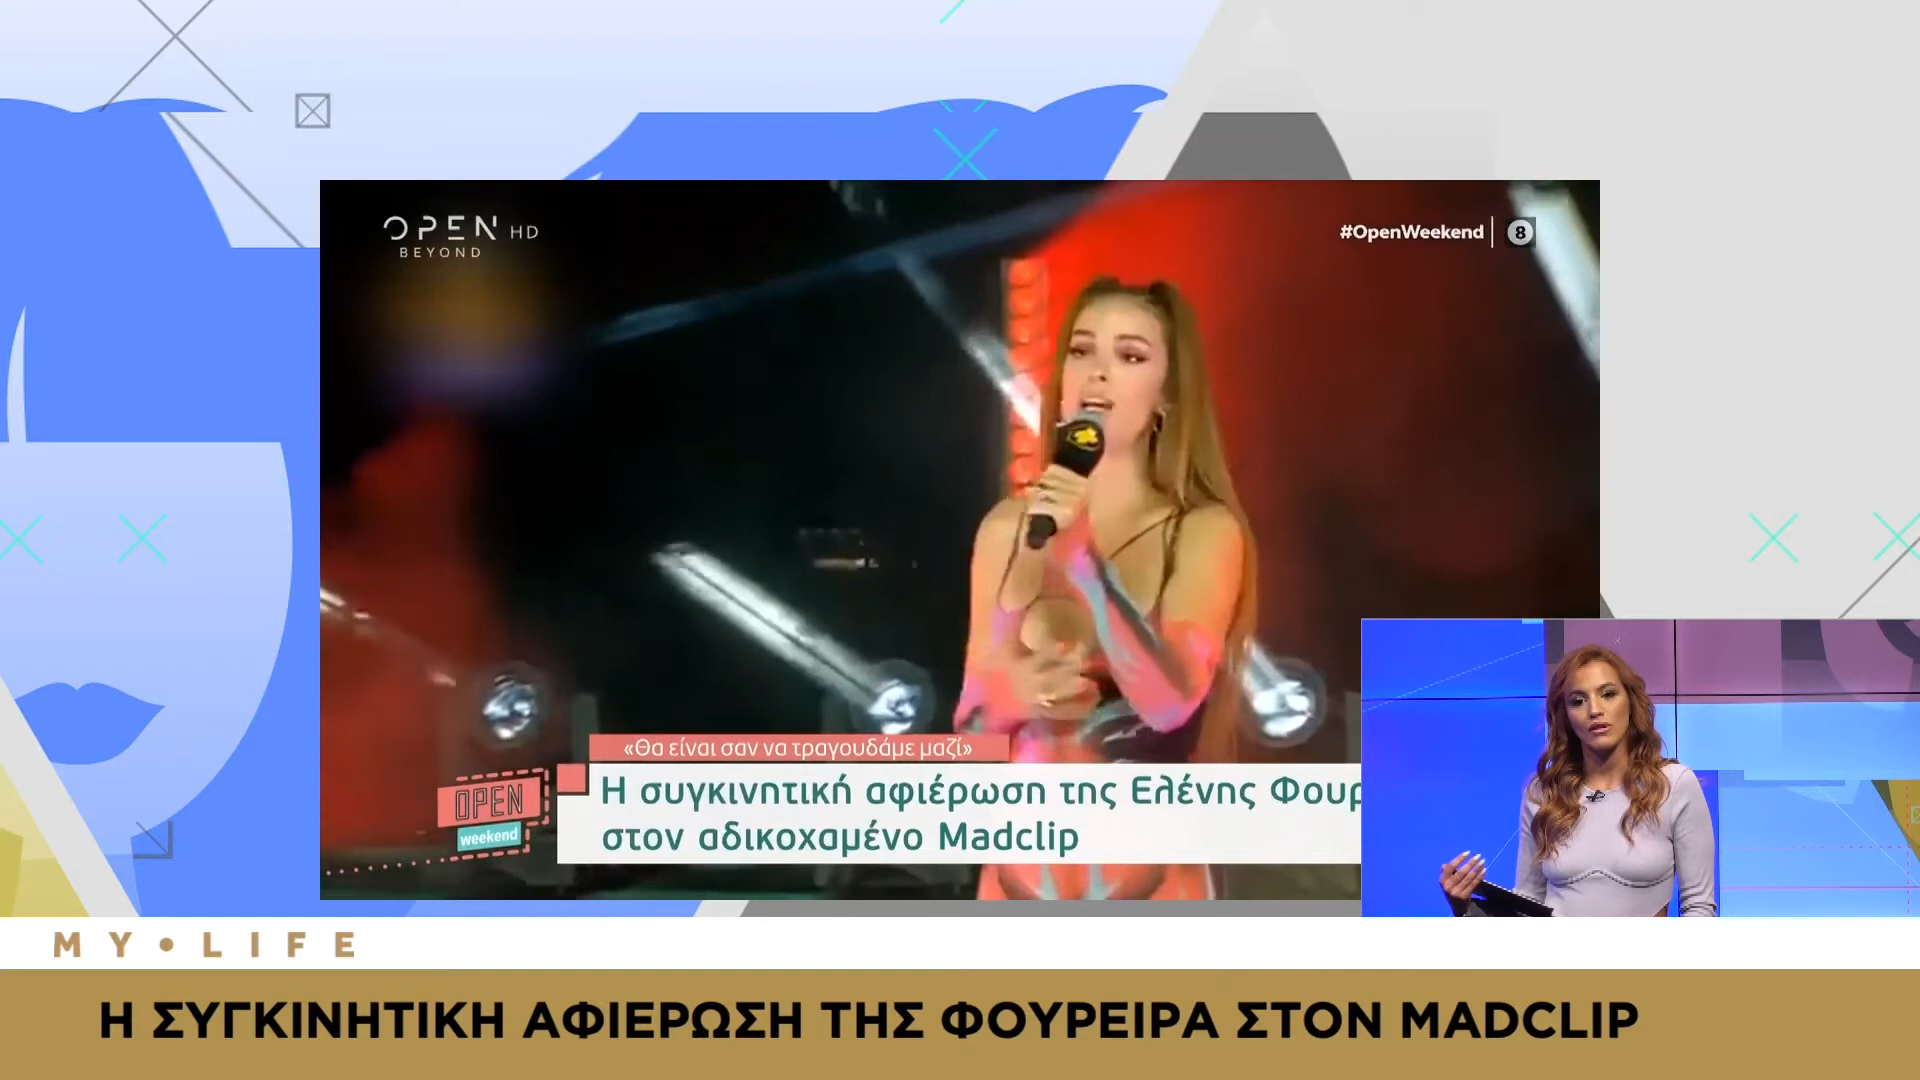 OPEN HD
BEYOND
#OpenWeekend 8
«Θα είναι σαν να τραγουδάμε μαζί»
Η συγκινητική αφιέρωση της Ελένης Φουρ
στον αδικοχαμένο Madclip
OPEN
weekend
MY•LIFE
Η ΣΥΓΚΙΝΗΤΙΚΗ ΑΦΙΕΡΩΣΗ ΤΗΣ ΦΟΥΡΕΙΡΑ ΣΤΟΝ MADCLIP